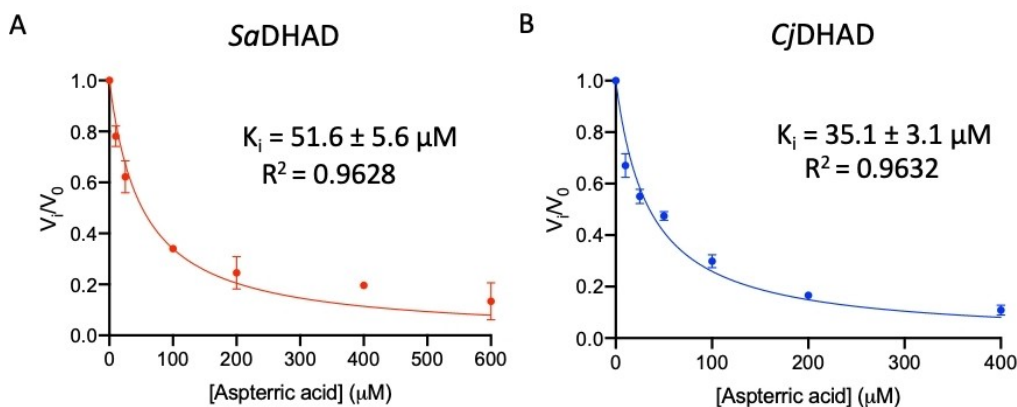 A
SaDHAD
1.0
0.8
0.6
0.4
0.2
0.0
Vi/V0
Ki = 51.6 ± 5.6 µM
R² = 0.9628
0 100 200 300 400 500 600
[Aspterric acid] (µM)
B
CjDHAD
1.0
0.8
0.6
0.4
0.2
0.0
Vi/V0
Ki = 35.1 ± 3.1 µM
R² = 0.9632
0 100 200 300 400
[Aspterric acid] (µM)